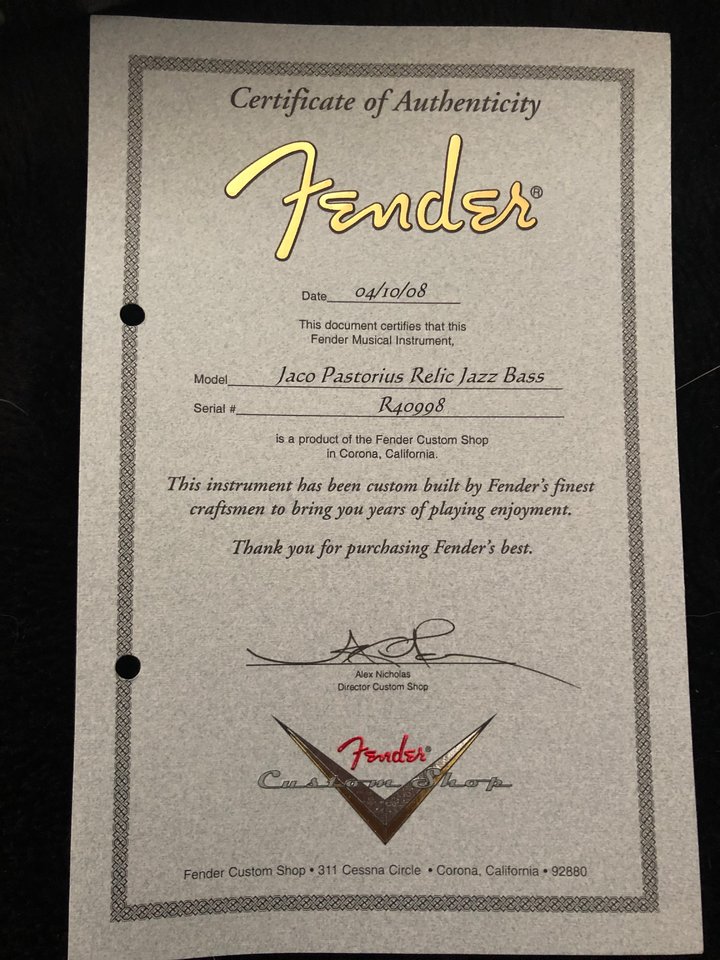 Certificate of Authenticity
Fender®
Date 04/10/08
This document certifies that this
Fender Musical Instrument,
Model Jaco Pastorius Relic Jazz Bass
Serial # R40998
is a product of the Fender Custom Shop
in Corona, California.
This instrument has been custom built by Fender's finest
craftsmen to bring you years of playing enjoyment.
Thank you for purchasing Fender's best.
Alex Nicholas
Director Custom Shop
Fender®
Custom Shop
Fender Custom Shop • 311 Cessna Circle • Corona, California • 92880